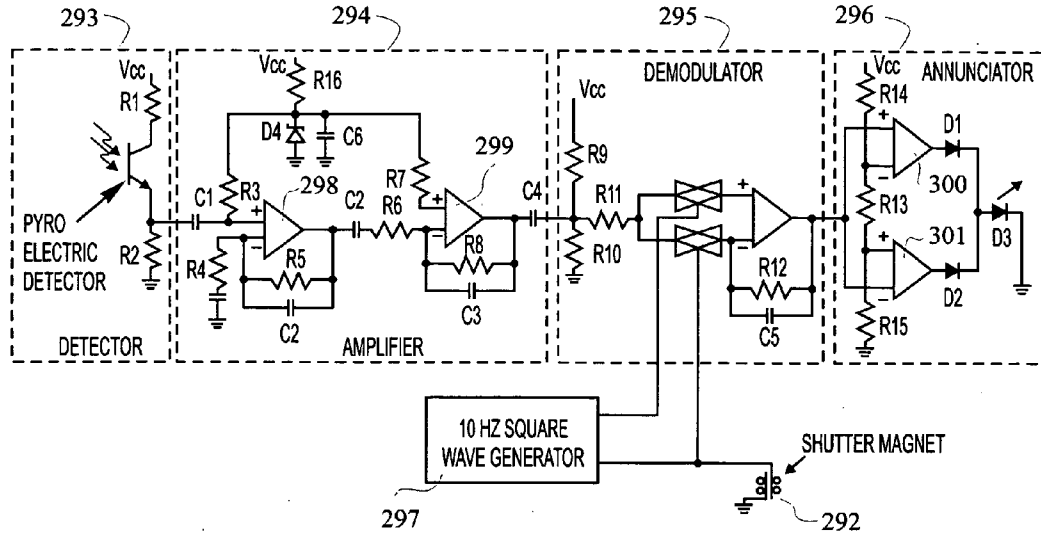 293
294
295
296
Vcc
R1
PYRO
ELECTRIC
DETECTOR
R2
DETECTOR
Vcc
R16
D4
C6
C1
R3
298
R4
R5
C2
C2
R6
R7
299
R8
C3
C4
AMPLIFIER
DEMODULATOR
Vcc
R9
R11
R10
R12
C5
ANNUNCIATOR
Vcc
R14
D1
300
R13
D3
301
D2
R15
+
−
+
−
+
−
+
−
+
−
10 HZ SQUARE
WAVE GENERATOR
297
SHUTTER MAGNET
292